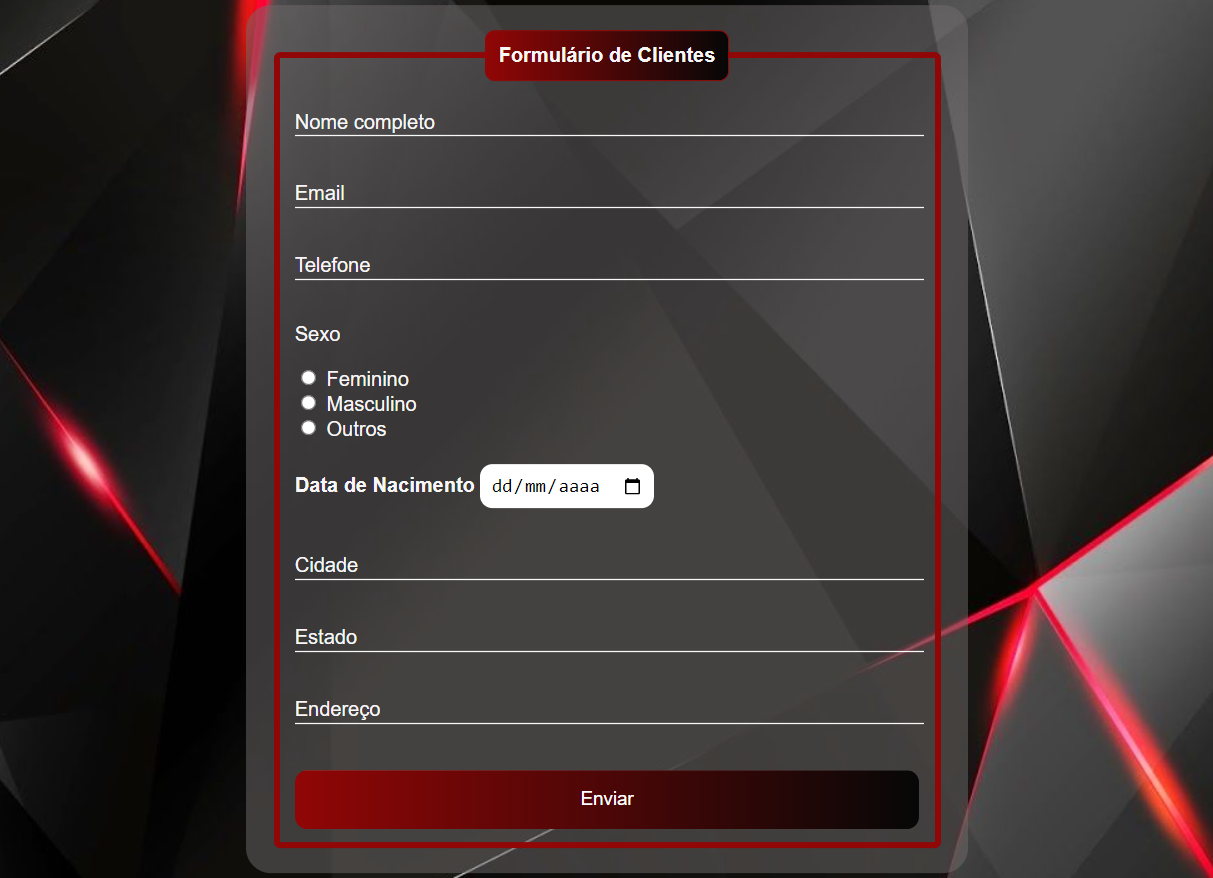 Formulário de Clientes
Nome completo
Email
Telefone
Sexo
Feminino
Masculino
Outros
Data de Nacimento dd/mm/aaaa
Cidade
Estado
Endereço
Enviar